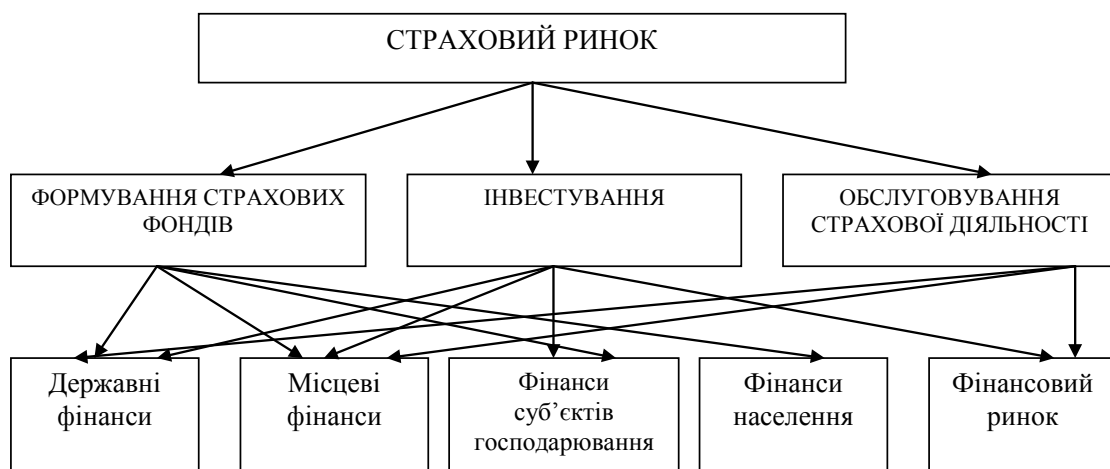 СТРАХОВИЙ РИНОК
ФОРМУВАННЯ СТРАХОВИХ
ФОНДІВ
ІНВЕСТУВАННЯ
ОБСЛУГОВУВАННЯ
СТРАХОВОЇ ДІЯЛЬНОСТІ
Державні
фінанси
Місцеві
фінанси
Фінанси
суб’єктів
господарювання
Фінанси
населення
Фінансовий
ринок